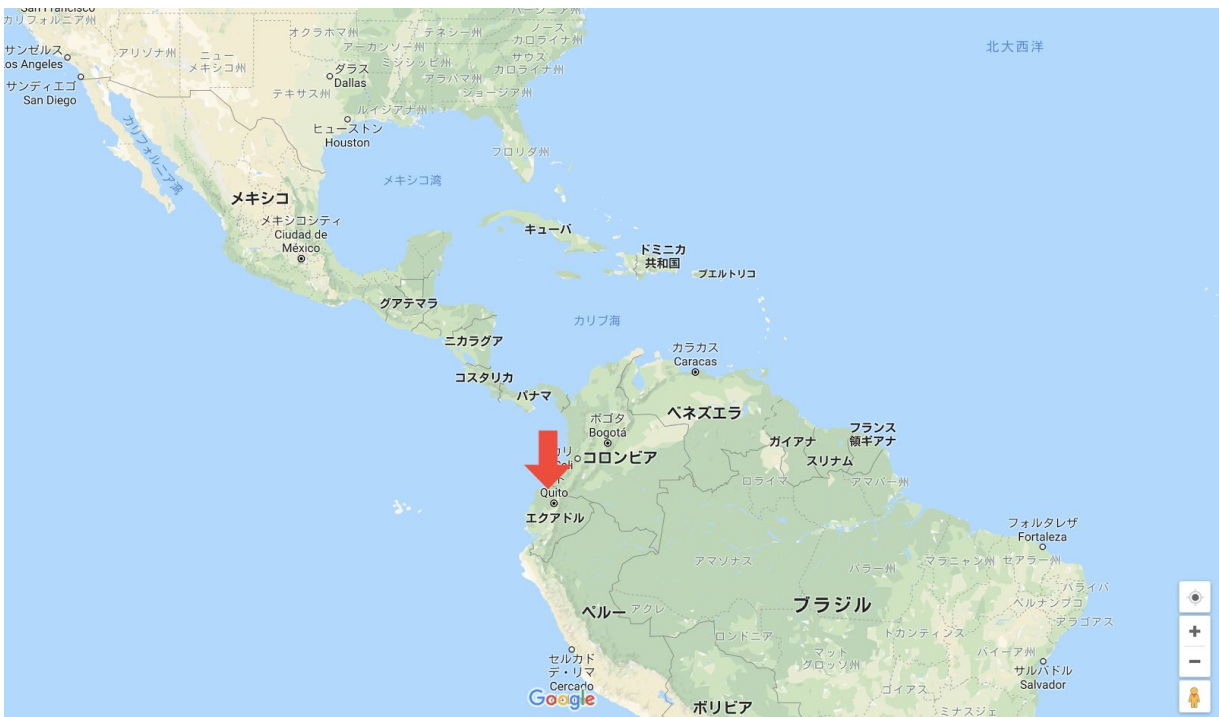 San Francisco
カリフォルニア州
サンゼルス
os Angeles
サンディエゴ
San Diego
アリゾナ州
ニュー
メキシコ州
オクラホマ州
テネシー州
アーカンソー州
ノース
カロライナ州
ミシシッピ州
サウス
カロライナ州
ダラス
Dallas
アラバマ州
テキサス州
ジョージア州
ルイジアナ州
ヒューストン
Houston
フロリダ州
北大西洋
カリフォルニア湾
メキシコ湾
メキシコ
メキシコシティ
Ciudad de
México
キューバ
ドミニカ
共和国
プエルトリコ
グアテマラ
カリブ海
ニカラグア
カラカス
Caracas
コスタリカ
パナマ
ボゴタ
Bogotá
ベネズエラ
ガイアナ
フランス
領ギアナ
スリナム
コロンビア
ロライマ
アマパー州
Quito
エクアドル
フォルタレザ
Fortaleza
アマゾナス
パラー州
マラニャン州
セアラー州
パライバ
ペルナンブコ
アラゴアス
ペルー
アクレ
ブラジル
ロンドニア
トカンティンス
マット
グロッソ州
バイーア州
サルバドル
Salvador
セルカド
デ・リマ
Cercado
Google
ゴイアス
ボリビア
ミナスジェ